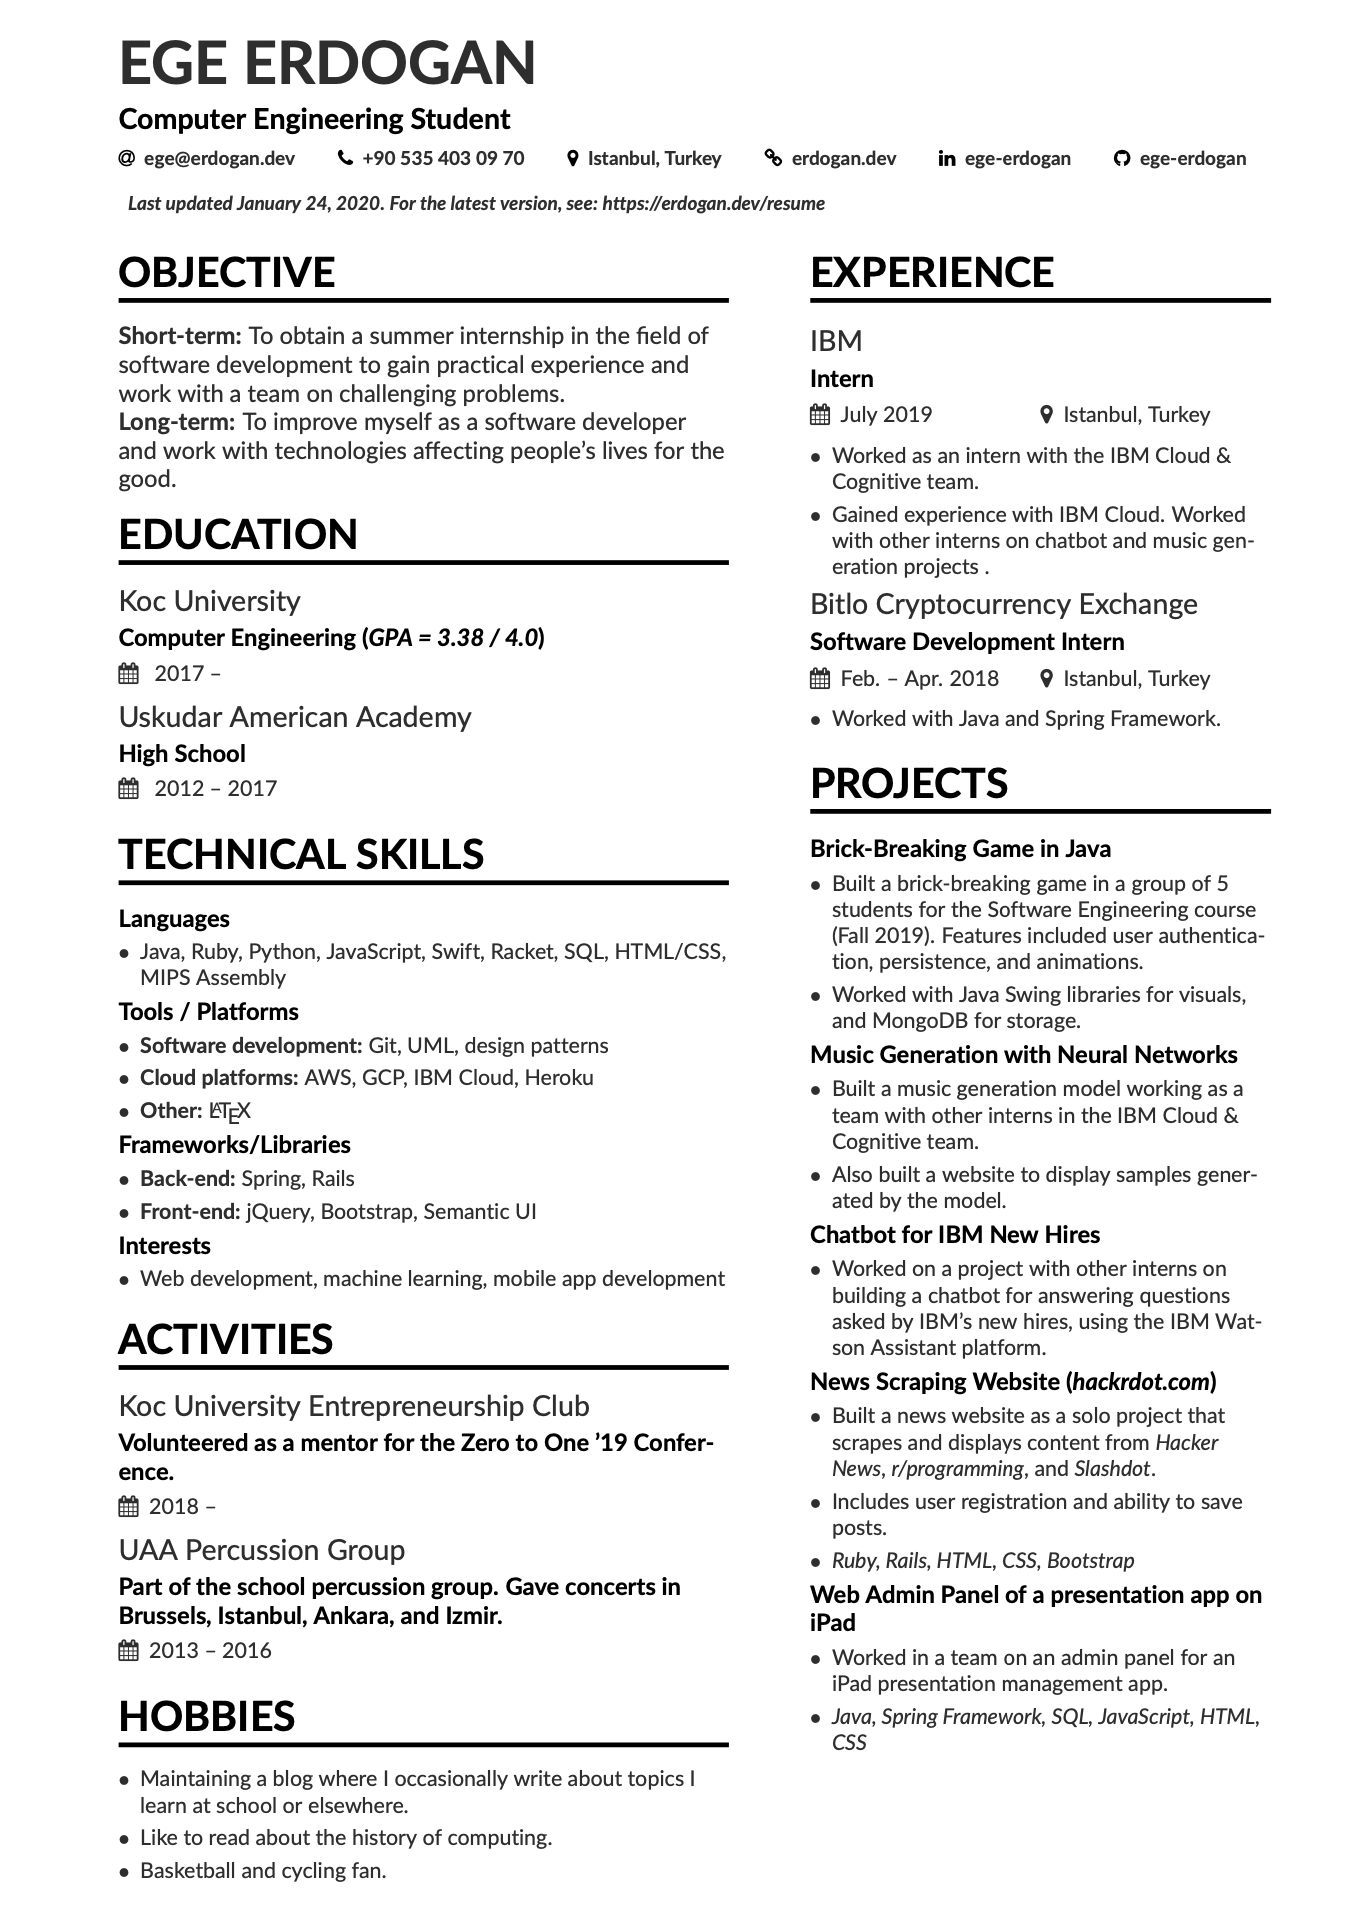 EGE ERDOGAN
Computer Engineering Student
ege@erdogan.dev +90 535 403 09 70 Istanbul, Turkey erdogan.dev ege-erdogan ege-erdogan
Last updated January 24, 2020. For the latest version, see: https://erdogan.dev/resume
OBJECTIVE
Short-term: To obtain a summer internship in the field of
software development to gain practical experience and
work with a team on challenging problems.
Long-term: To improve myself as a software developer
and work with technologies affecting people's lives for the
good.
EDUCATION
Koc University
Computer Engineering (GPA = 3.38 / 4.0)
2017 –
Uskudar American Academy
High School
2012 – 2017
TECHNICAL SKILLS
Languages
• Java, Ruby, Python, JavaScript, Swift, Racket, SQL, HTML/CSS,
MIPS Assembly
Tools / Platforms
• Software development: Git, UML, design patterns
• Cloud platforms: AWS, GCP, IBM Cloud, Heroku
• Other: LATEX
Frameworks/Libraries
• Back-end: Spring, Rails
• Front-end: jQuery, Bootstrap, Semantic UI
Interests
• Web development, machine learning, mobile app development
ACTIVITIES
Koc University Entrepreneurship Club
Volunteered as a mentor for the Zero to One ’19 Confer-
ence.
2018 –
UAA Percussion Group
Part of the school percussion group. Gave concerts in
Brussels, Istanbul, Ankara, and Izmir.
2013 – 2016
HOBBIES
• Maintaining a blog where I occasionally write about topics I
learn at school or elsewhere.
• Like to read about the history of computing.
• Basketball and cycling fan.
EXPERIENCE
IBM
Intern
July 2019 Istanbul, Turkey
• Worked as an intern with the IBM Cloud &
Cognitive team.
• Gained experience with IBM Cloud. Worked
with other interns on chatbot and music gen-
eration projects .
Bitlo Cryptocurrency Exchange
Software Development Intern
Feb. – Apr. 2018 Istanbul, Turkey
• Worked with Java and Spring Framework.
PROJECTS
Brick-Breaking Game in Java
• Built a brick-breaking game in a group of 5
students for the Software Engineering course
(Fall 2019). Features included user authentica-
tion, persistence, and animations.
• Worked with Java Swing libraries for visuals,
and MongoDB for storage.
Music Generation with Neural Networks
• Built a music generation model working as a
team with other interns in the IBM Cloud &
Cognitive team.
• Also built a website to display samples gener-
ated by the model.
Chatbot for IBM New Hires
• Worked on a project with other interns on
building a chatbot for answering questions
asked by IBM’s new hires, using the IBM Wat-
son Assistant platform.
News Scraping Website (hackrdot.com)
• Built a news website as a solo project that
scrapes and displays content from Hacker
News, r/programming, and Slashdot.
• Includes user registration and ability to save
posts.
• Ruby, Rails, HTML, CSS, Bootstrap
Web Admin Panel of a presentation app on
iPad
• Worked in a team on an admin panel for an
iPad presentation management app.
• Java, Spring Framework, SQL, JavaScript, HTML,
CSS